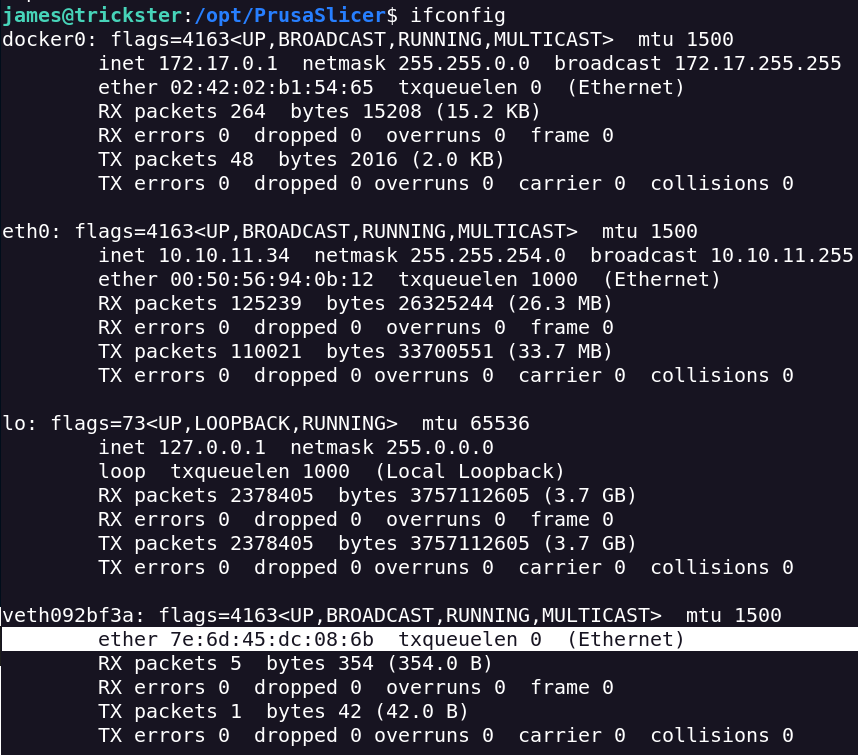 james@trickster:/opt/PrusaSlicer$ ifconfig
docker0: flags=4163<UP,BROADCAST,RUNNING,MULTICAST>  mtu 1500
        inet 172.17.0.1  netmask 255.255.0.0  broadcast 172.17.255.255
        ether 02:42:02:b1:54:65  txqueuelen 0  (Ethernet)
        RX packets 264  bytes 15208 (15.2 KB)
        RX errors 0  dropped 0  overruns 0  frame 0
        TX packets 48  bytes 2016 (2.0 KB)
        TX errors 0  dropped 0 overruns 0  carrier 0  collisions 0

eth0: flags=4163<UP,BROADCAST,RUNNING,MULTICAST>  mtu 1500
        inet 10.10.11.34  netmask 255.255.254.0  broadcast 10.10.11.255
        ether 00:50:56:94:0b:12  txqueuelen 1000  (Ethernet)
        RX packets 125239  bytes 26325244 (26.3 MB)
        RX errors 0  dropped 0  overruns 0  frame 0
        TX packets 110021  bytes 33700551 (33.7 MB)
        TX errors 0  dropped 0 overruns 0  carrier 0  collisions 0

lo: flags=73<UP,LOOPBACK,RUNNING>  mtu 65536
        inet 127.0.0.1  netmask 255.0.0.0
        loop  txqueuelen 1000  (Local Loopback)
        RX packets 2378405  bytes 3757112605 (3.7 GB)
        RX errors 0  dropped 0  overruns 0  frame 0
        TX packets 2378405  bytes 3757112605 (3.7 GB)
        TX errors 0  dropped 0 overruns 0  carrier 0  collisions 0

veth092bf3a: flags=4163<UP,BROADCAST,RUNNING,MULTICAST>  mtu 1500
        ether 7e:6d:45:dc:08:6b  txqueuelen 0  (Ethernet)
        RX packets 5  bytes 354 (354.0 B)
        RX errors 0  dropped 0  overruns 0  frame 0
        TX packets 1  bytes 42 (42.0 B)
        TX errors 0  dropped 0 overruns 0  carrier 0  collisions 0